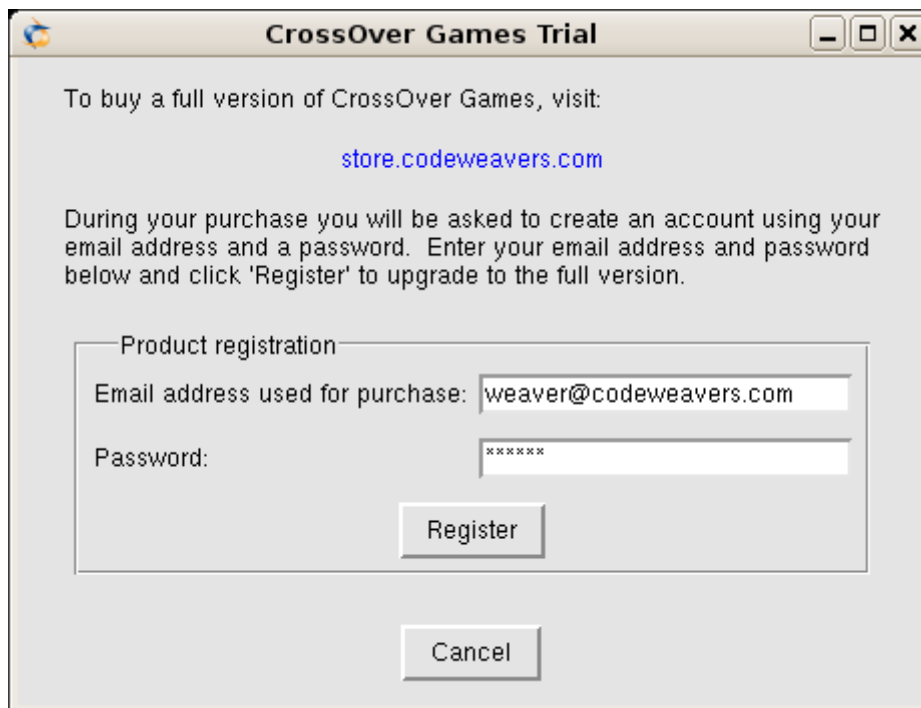 CrossOver Games Trial
To buy a full version of CrossOver Games, visit:
store.codeweavers.com
During your purchase you will be asked to create an account using your
email address and a password.  Enter your email address and password
below and click 'Register' to upgrade to the full version.
Product registration
Email address used for purchase: weaver@codeweavers.com
Password: ******
Register
Cancel